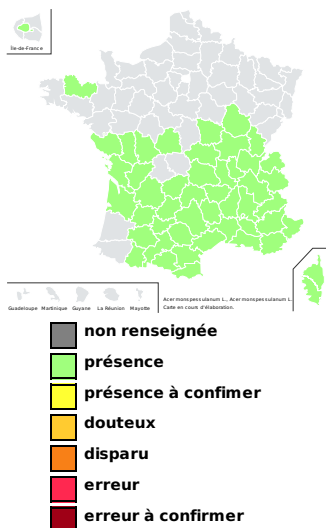 Île-de-France
Guadeloupe Martinique Guyane La Réunion Mayotte
Acer monspessulanum L., Acer monspessulanum L.
Carte en cours d'élaboration.
non renseignée
présence
présence à confimer
douteux
disparu
erreur
erreur à confirmer